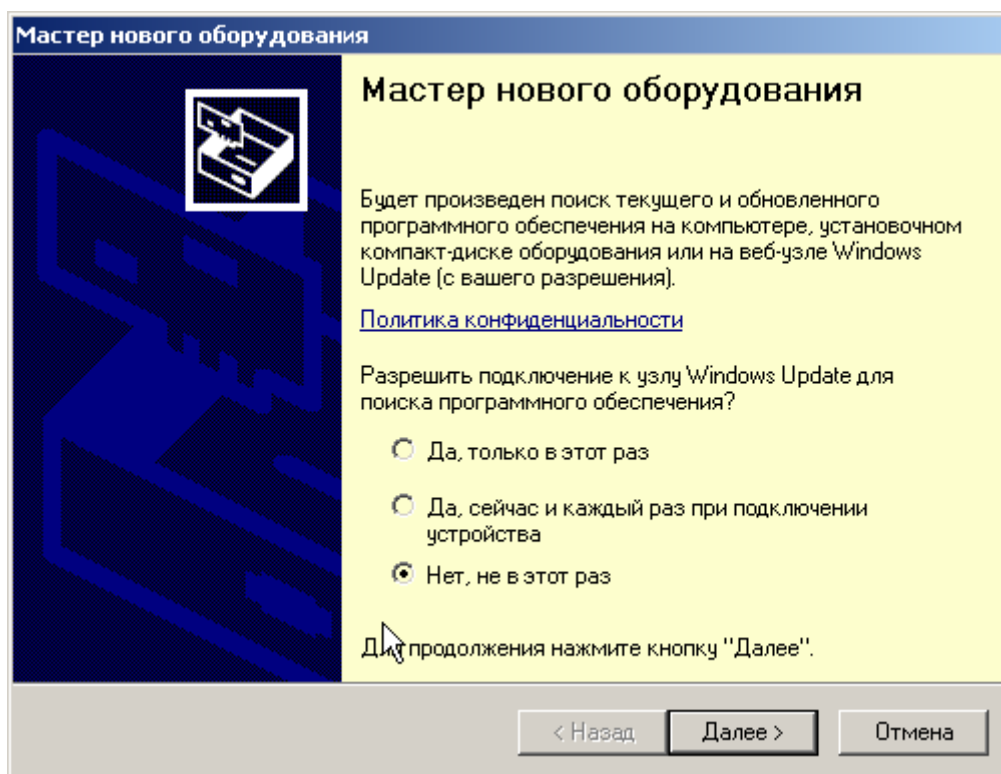 Мастер нового оборудования
Мастер нового оборудования
Будет произведен поиск текущего и обновленного
программного обеспечения на компьютере, установочном
компакт-диске оборудования или на веб-узле Windows
Update (с вашего разрешения).
Политика конфиденциальности
Разрешить подключение к узлу Windows Update для
поиска программного обеспечения?
Да, только в этот раз
Да, сейчас и каждый раз при подключении
устройства
Нет, не в этот раз
Для продолжения нажмите кнопку "Далее".
< Назад
Далее >
Отмена